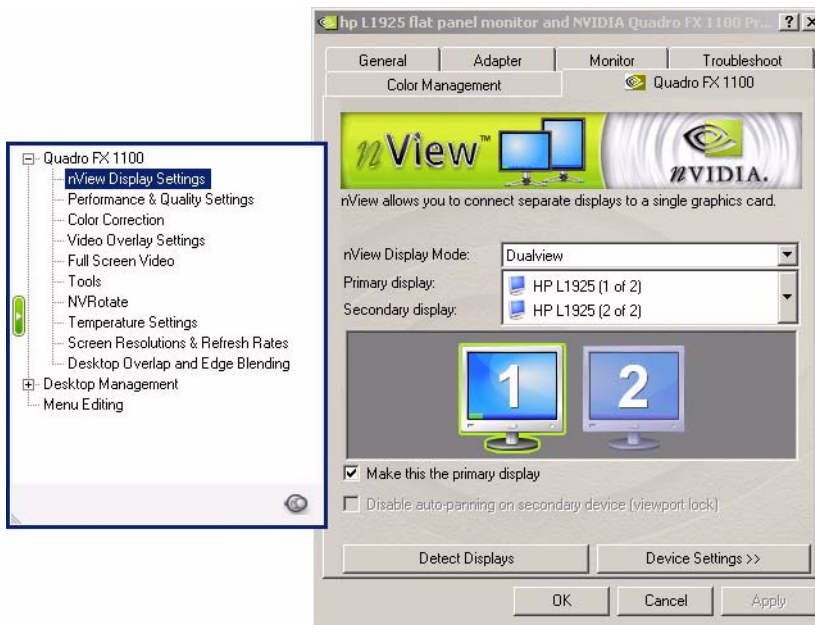 hp L1925 flat panel monitor and NVIDIA Quadro FX 1100 Pr...
General
Adapter
Monitor
Troubleshoot
Color Management
Quadro FX 1100
nView™
nVIDIA.
nView allows you to connect separate displays to a single graphics card.
nView Display Mode:
Dualview
Primary display:
HP L1925 (1 of 2)
Secondary display:
HP L1925 (2 of 2)
1
2
Make this the primary display
Disable auto-panning on secondary device (viewport lock)
Detect Displays
Device Settings >>
OK
Cancel
Apply
Quadro FX 1100
nView Display Settings
Performance & Quality Settings
Color Correction
Video Overlay Settings
Full Screen Video
Tools
NVRotate
Temperature Settings
Screen Resolutions & Refresh Rates
Desktop Overlap and Edge Blending
Desktop Management
Menu Editing